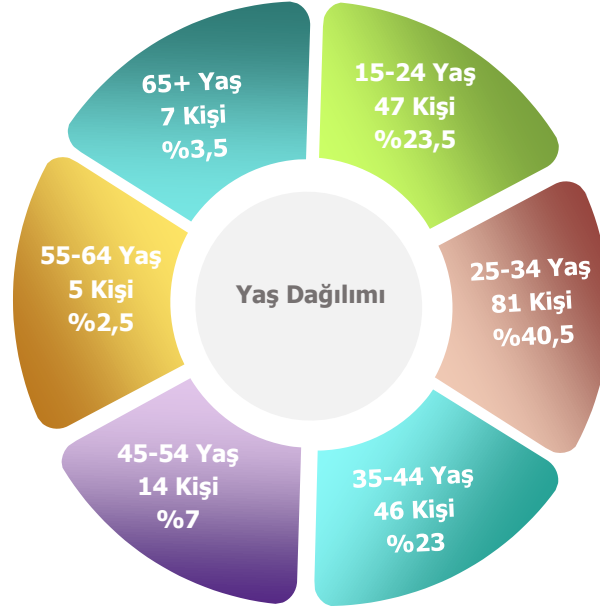 65+ Yaş
7 Kişi
%3,5
15-24 Yaş
47 Kişi
%23,5
55-64 Yaş
5 Kişi
%2,5
Yaş Dağılımı
25-34 Yaş
81 Kişi
%40,5
45-54 Yaş
14 Kişi
%7
35-44 Yaş
46 Kişi
%23